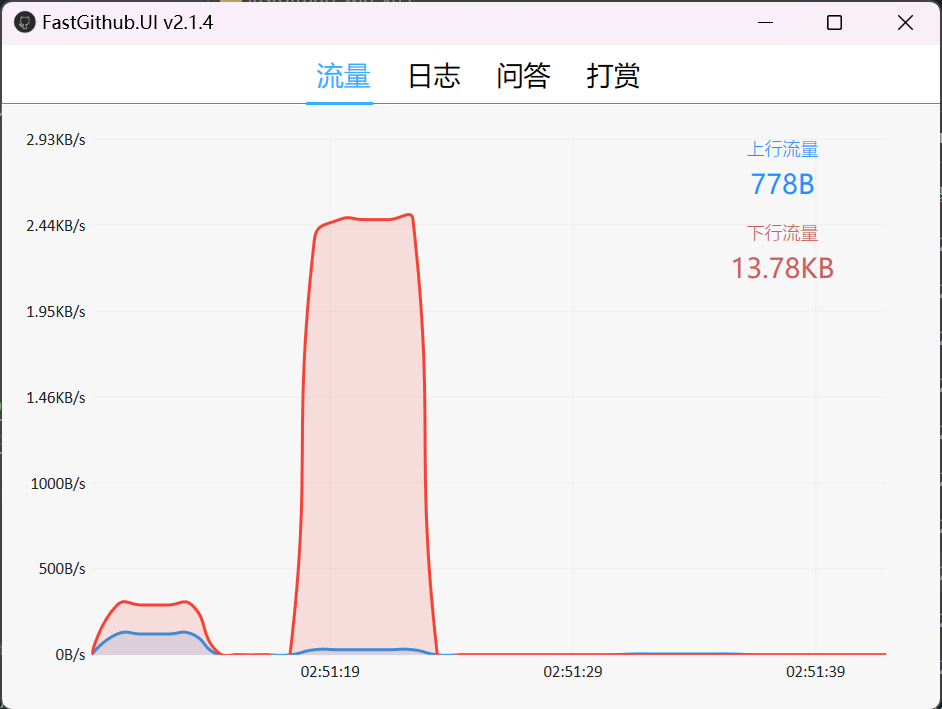 FastGithub.UI v2.1.4
流量 日志 问答 打赏
上行流量
778B
下行流量
13.78KB
2.93KB/s
2.44KB/s
1.95KB/s
1.46KB/s
1000B/s
500B/s
0B/s
02:51:19 02:51:29 02:51:39